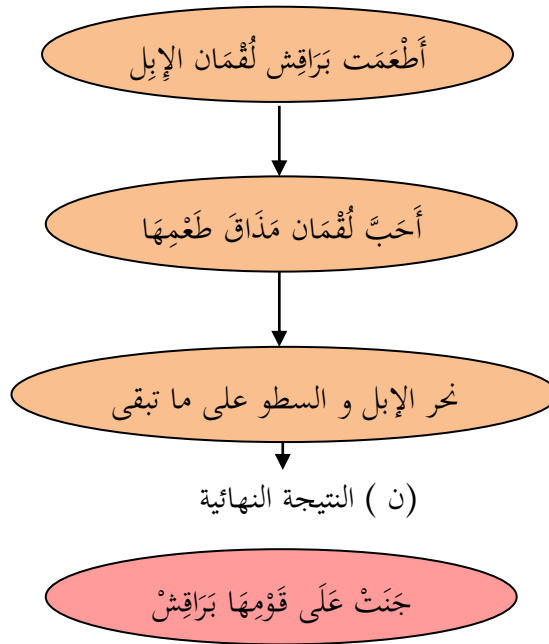 أَطْعَمَت بَرَاقِش لُقْمَان الإِبِل
أَحَبَّ لُقْمَان مَذَاقَ طَعْمِهَا
نحر الإبل و السطو على ما تبقى
(ن ) النتيجة النهائية
جَنَتْ عَلَى قَوْمِهَا بَرَاقِشْ